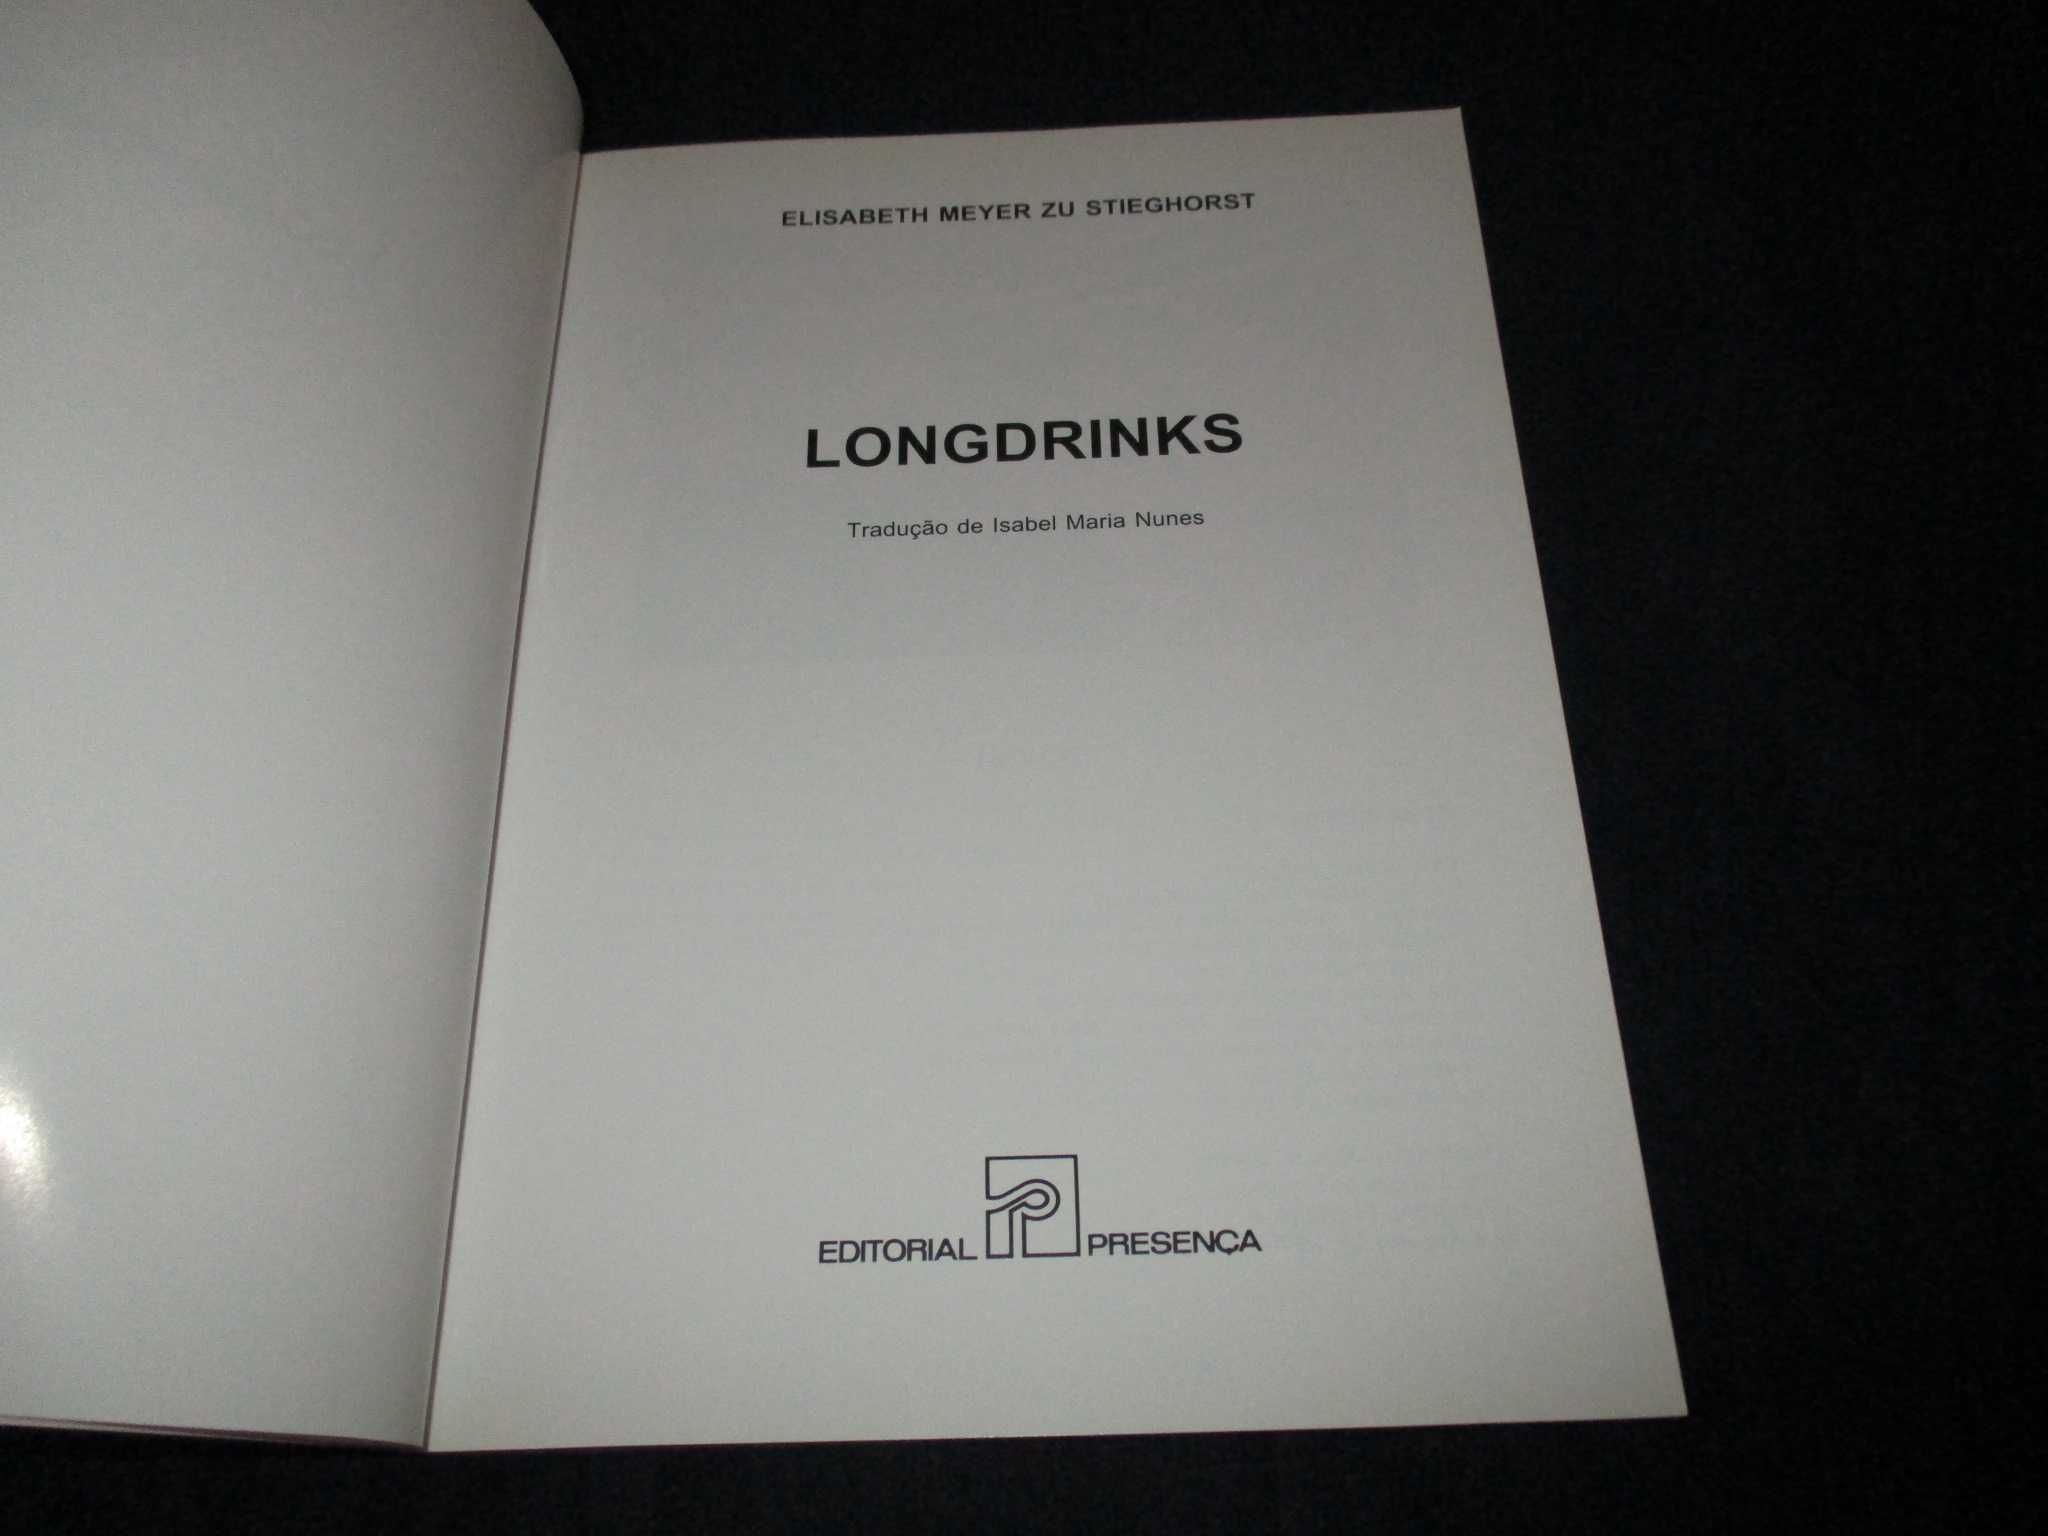 ELISABETH MEYER ZU STIEGHORST
LONGDRINKS
Tradução de Isabel Maria Nunes
EDITORIAL PRESENÇA